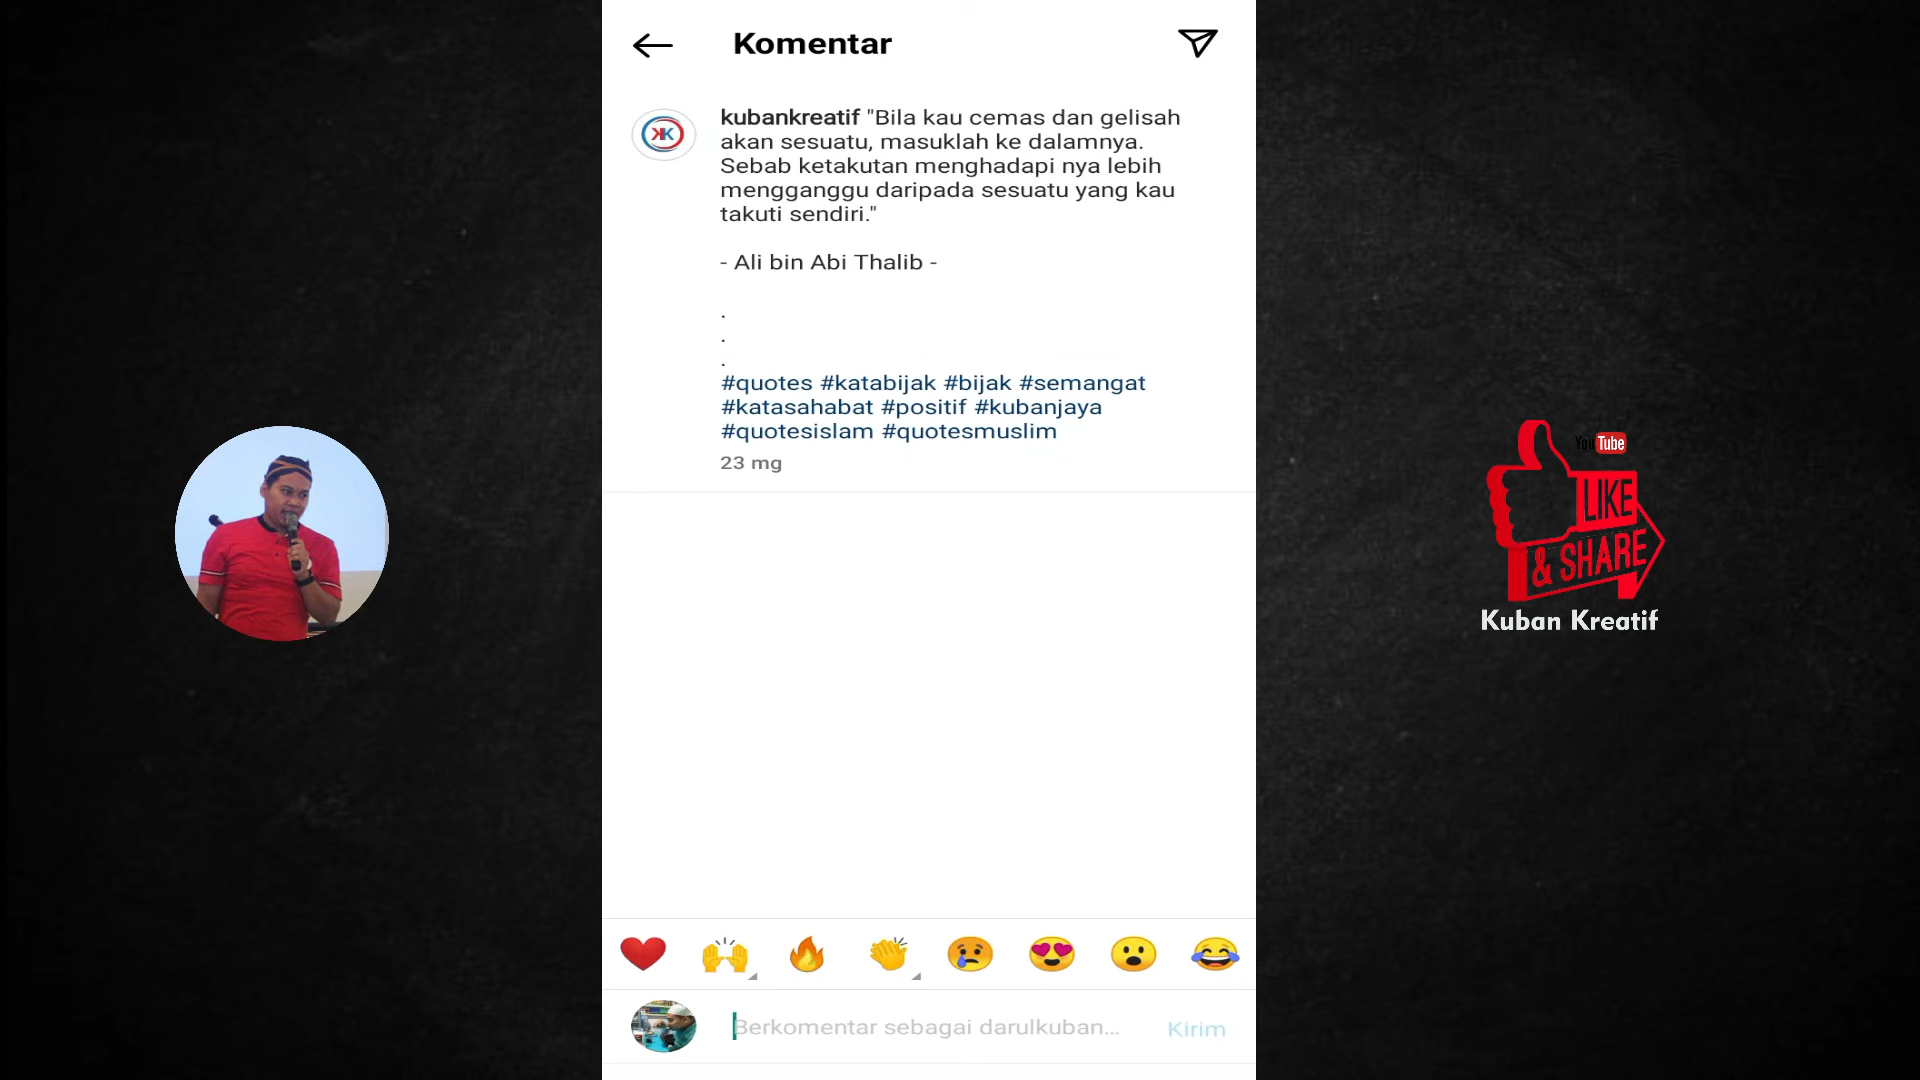 Komentar
kubankreatif "Bila kau cemas dan gelisah
akan sesuatu, masuklah ke dalamnya.
Sebab ketakutan menghadapi nya lebih
mengganggu daripada sesuatu yang kau
takuti sendiri."
- Ali bin Abi Thalib -
.
.
.
#quotes #katabijak #bijak #semangat
#katasahabat #positif #kubanjaya
#quotesislam #quotesmuslim
23 mg
Berkomentar sebagai darulkuban...
Kirim
KK
YouTube
LIKE
& SHARE
Kuban Kreatif